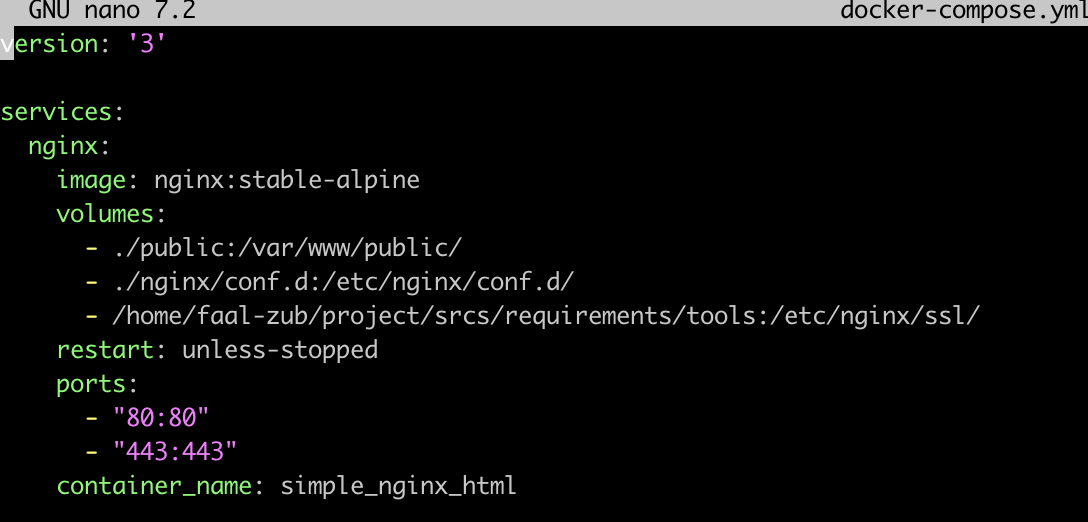 GNU nano 7.2 docker-compose.yml
version: '3'
services:
  nginx:
    image: nginx:stable-alpine
    volumes:
      - ./public:/var/www/public/
      - ./nginx/conf.d:/etc/nginx/conf.d/
      - /home/faal-zub/project/srcs/requirements/tools:/etc/nginx/ssl/
    restart: unless-stopped
    ports:
      - "80:80"
      - "443:443"
    container_name: simple_nginx_html